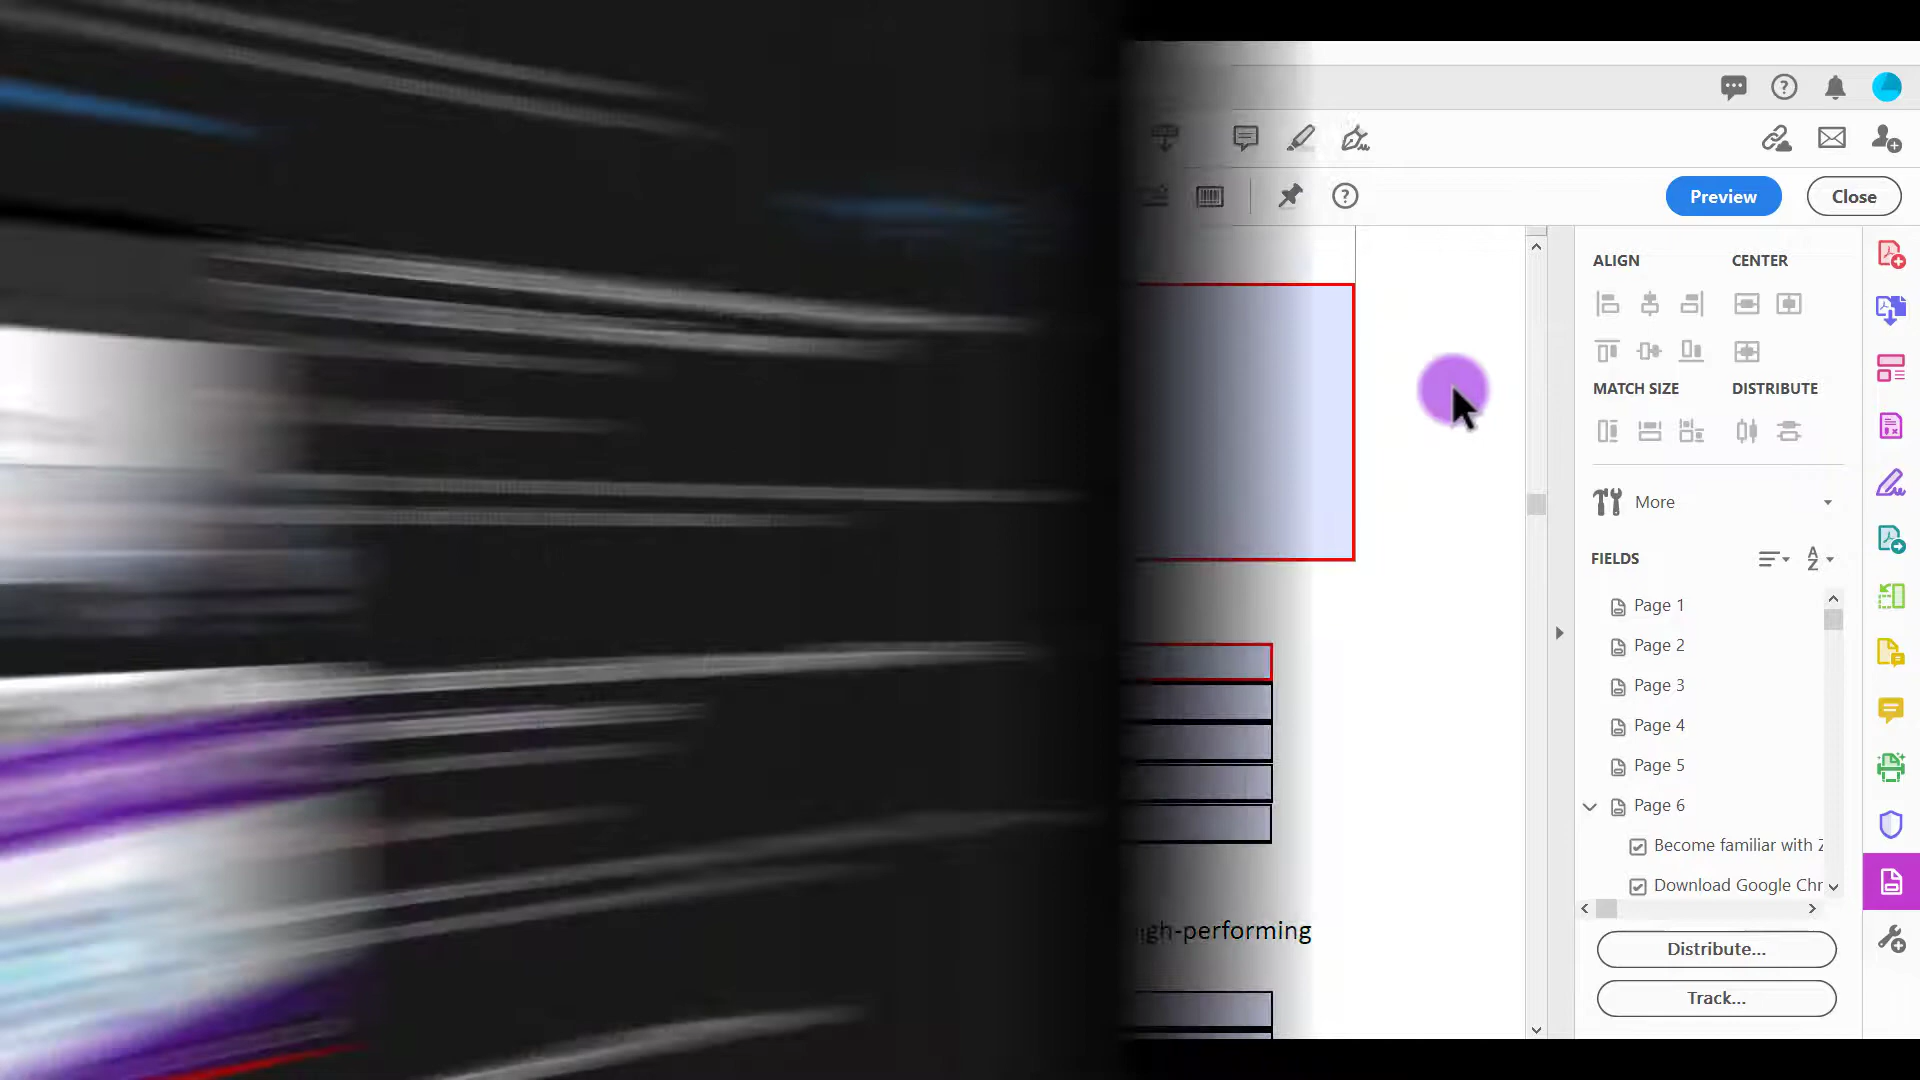 Preview
Close
ALIGN
CENTER
MATCH SIZE
DISTRIBUTE
More
FIELDS
Page 1
Page 2
Page 3
Page 4
Page 5
Page 6
Become familiar with
Download Google Chr
high-performing
Distribute...
Track...